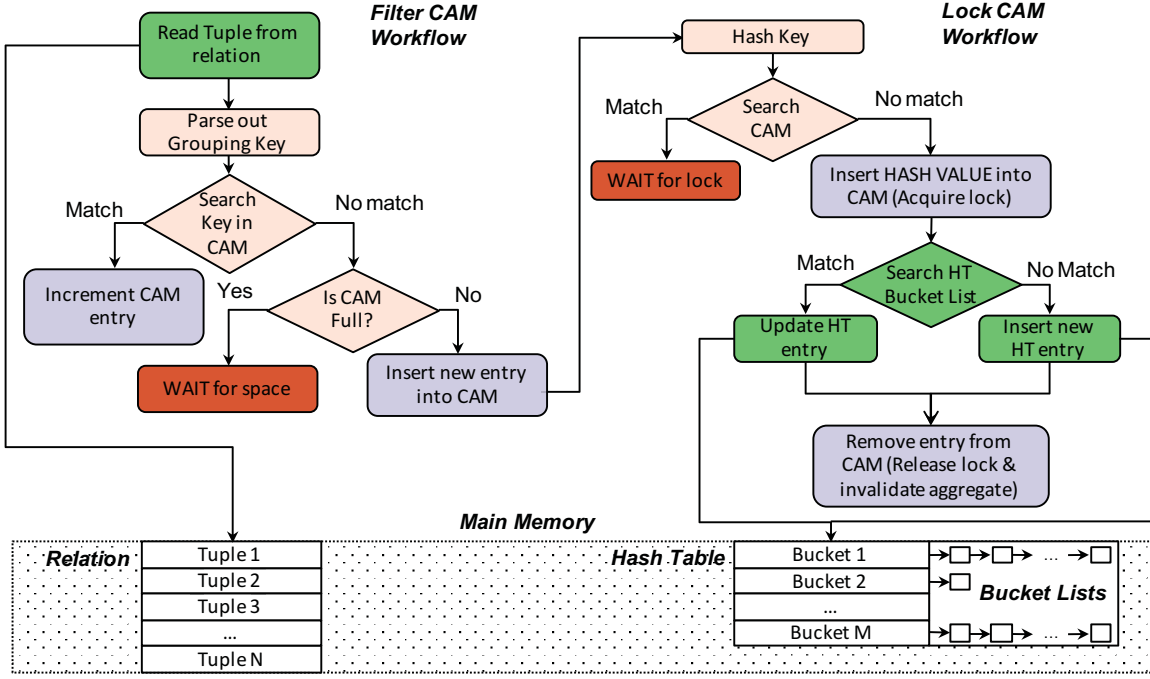 Filter CAM
Workflow
Read Tuple from
relation
Parse out
Grouping Key
Search
Key in
CAM
Match
No match
Increment CAM
entry
Is CAM
Full?
Yes
No
WAIT for space
Insert new entry
into CAM
Lock CAM
Workflow
Hash Key
Search
CAM
Match
No match
WAIT for lock
Insert HASH VALUE into
CAM (Acquire lock)
Search HT
Bucket List
Match
No Match
Update HT
entry
Insert new
HT entry
Remove entry from
CAM (Release lock &
invalidate aggregate)
Main Memory
Relation
Tuple 1
Tuple 2
Tuple 3
...
Tuple N
Hash Table
Bucket 1
Bucket 2
...
Bucket M
...
Bucket Lists
...